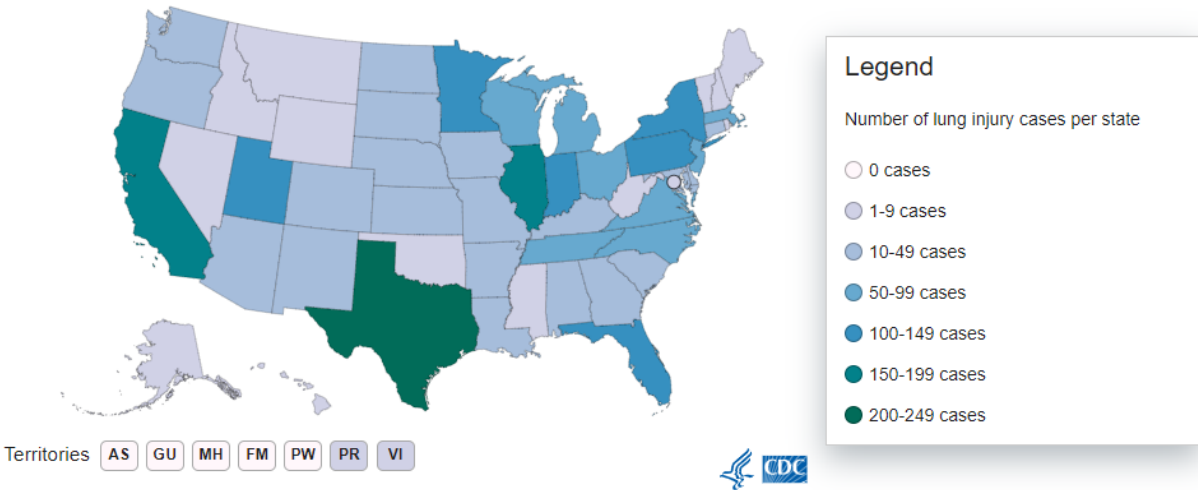 Legend
Number of lung injury cases per state
0 cases
1-9 cases
10-49 cases
50-99 cases
100-149 cases
150-199 cases
200-249 cases
Territories AS GU MH FM PW PR VI
CDC